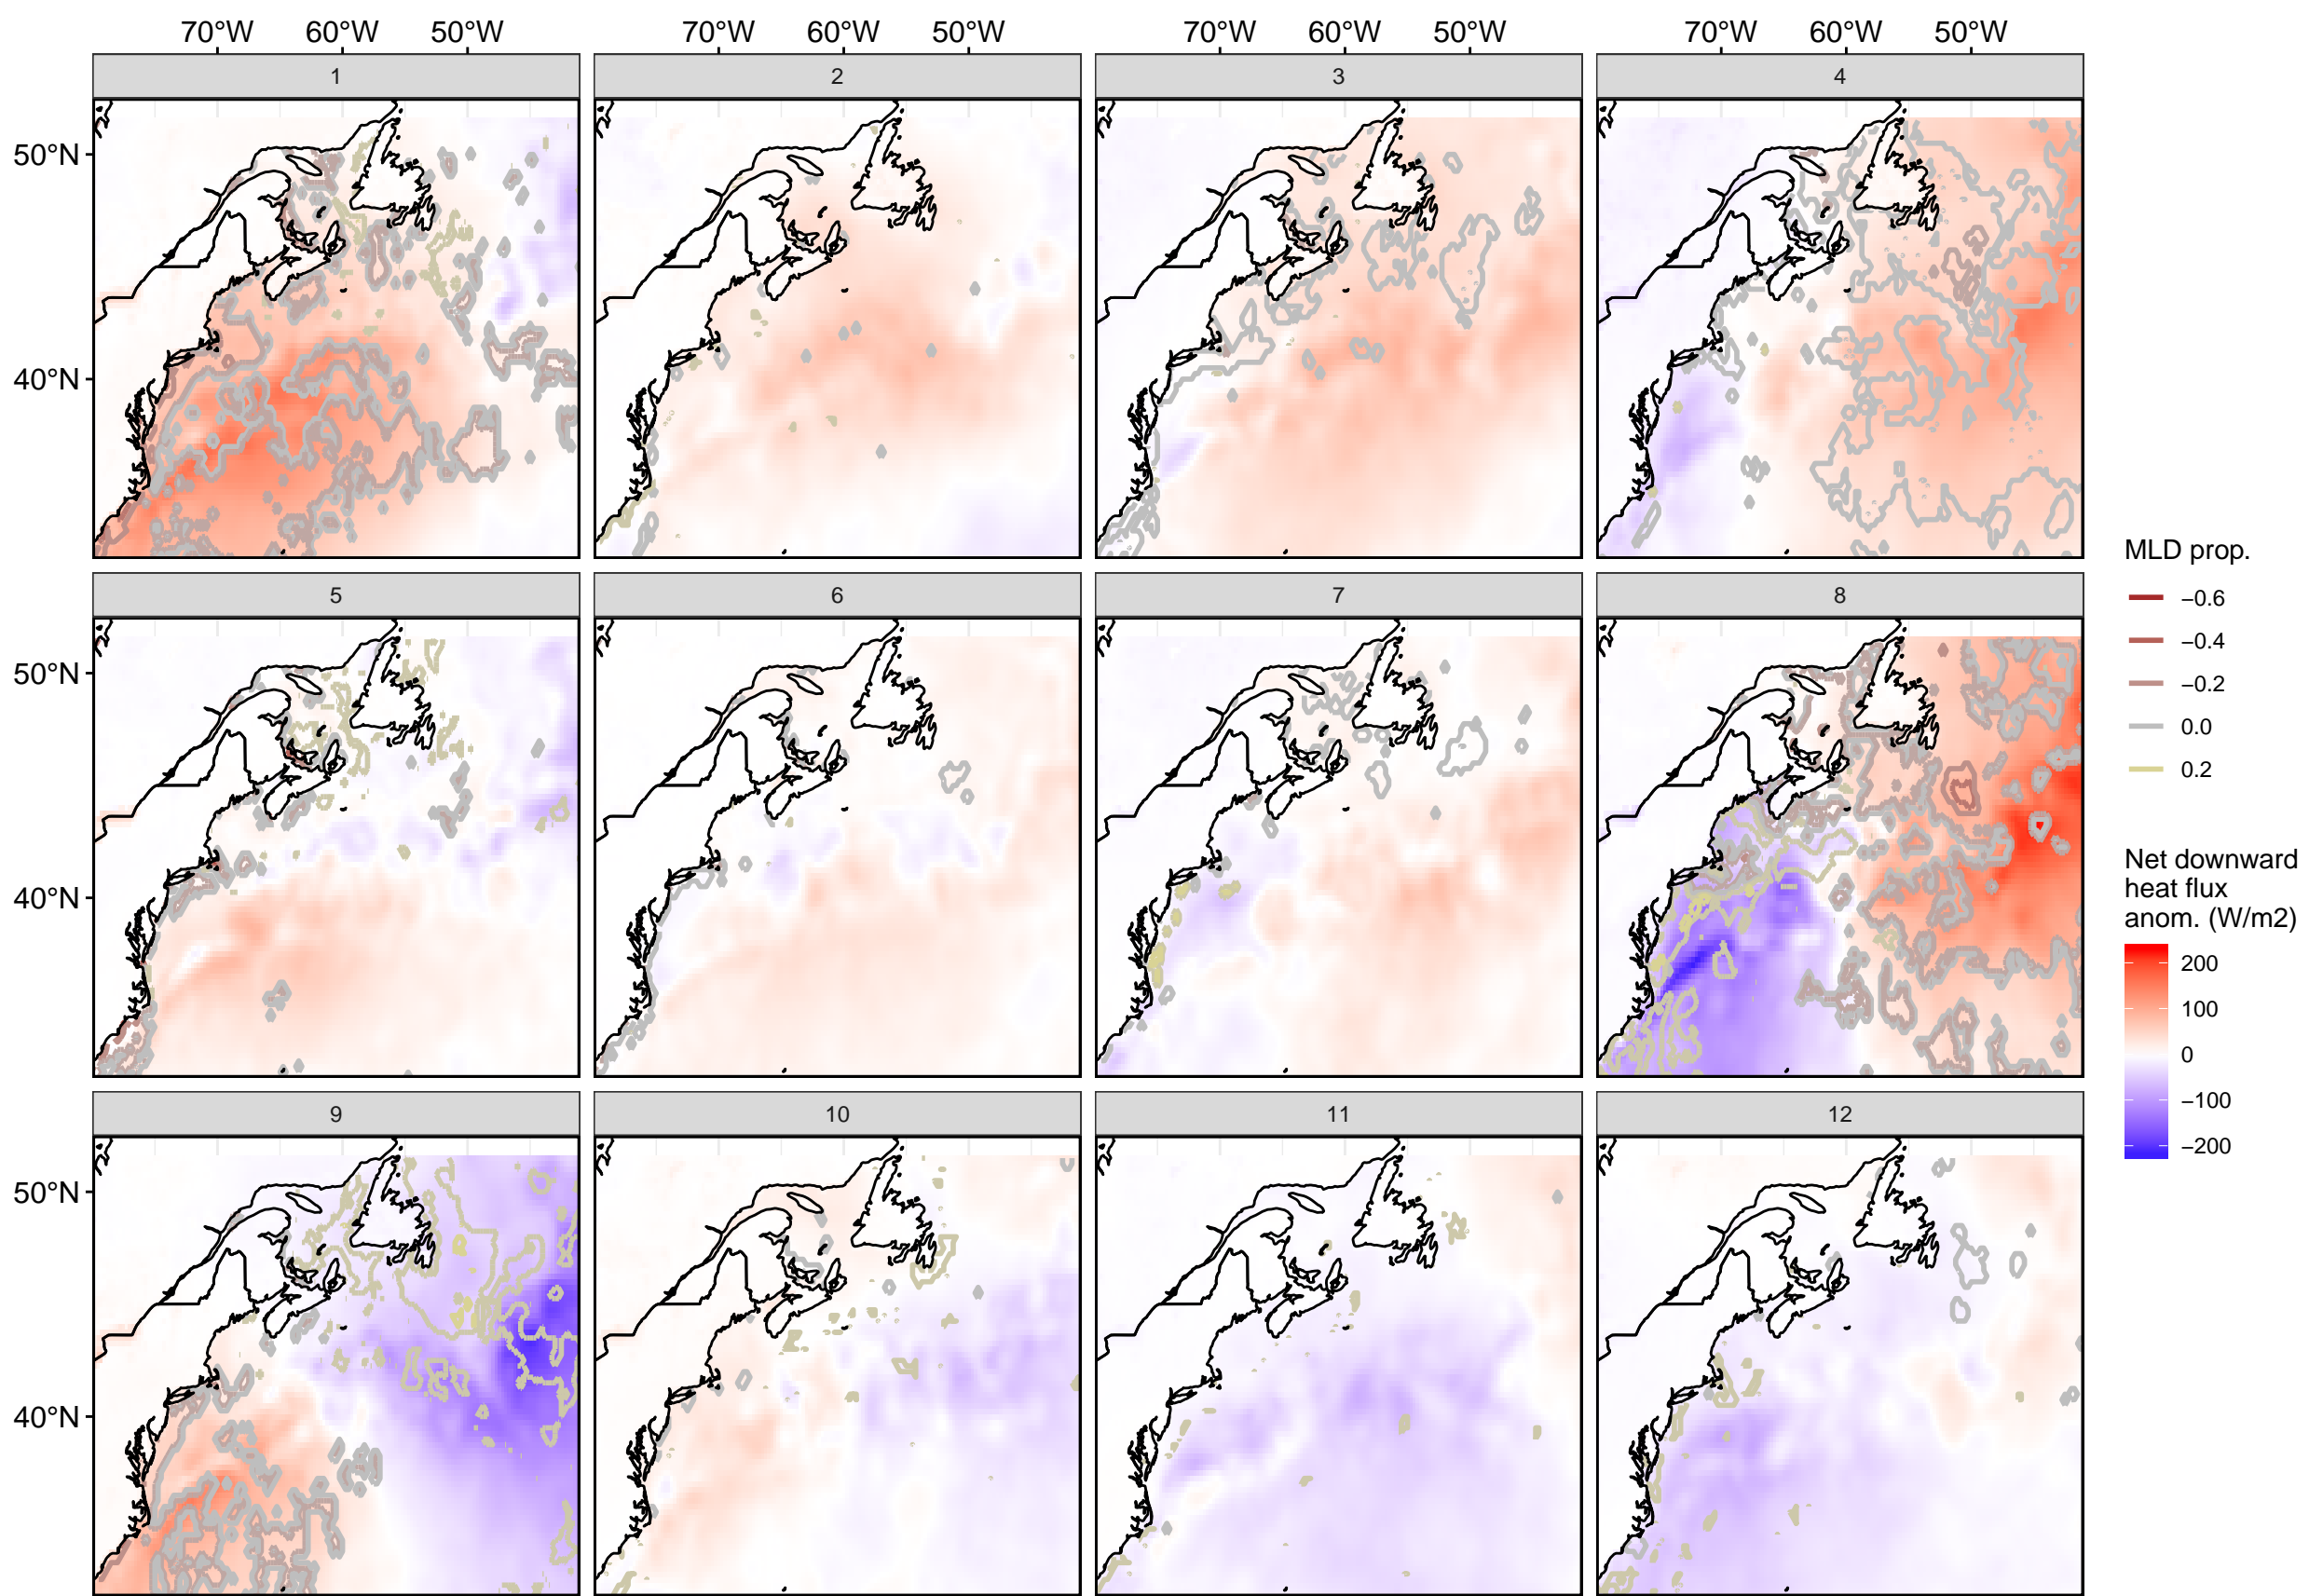 70°W 60°W 50°W 70°W 60°W 50°W 70°W 60°W 50°W 70°W 60°W 50°W
1 2 3 4
50°N
40°N
5 6 7 8
50°N
40°N
9 10 11 12
50°N
40°N
MLD prop.
−0.6
−0.4
−0.2
0.0
0.2
Net downward
heat flux
anom. (W/m2)
200
100
0
−100
−200